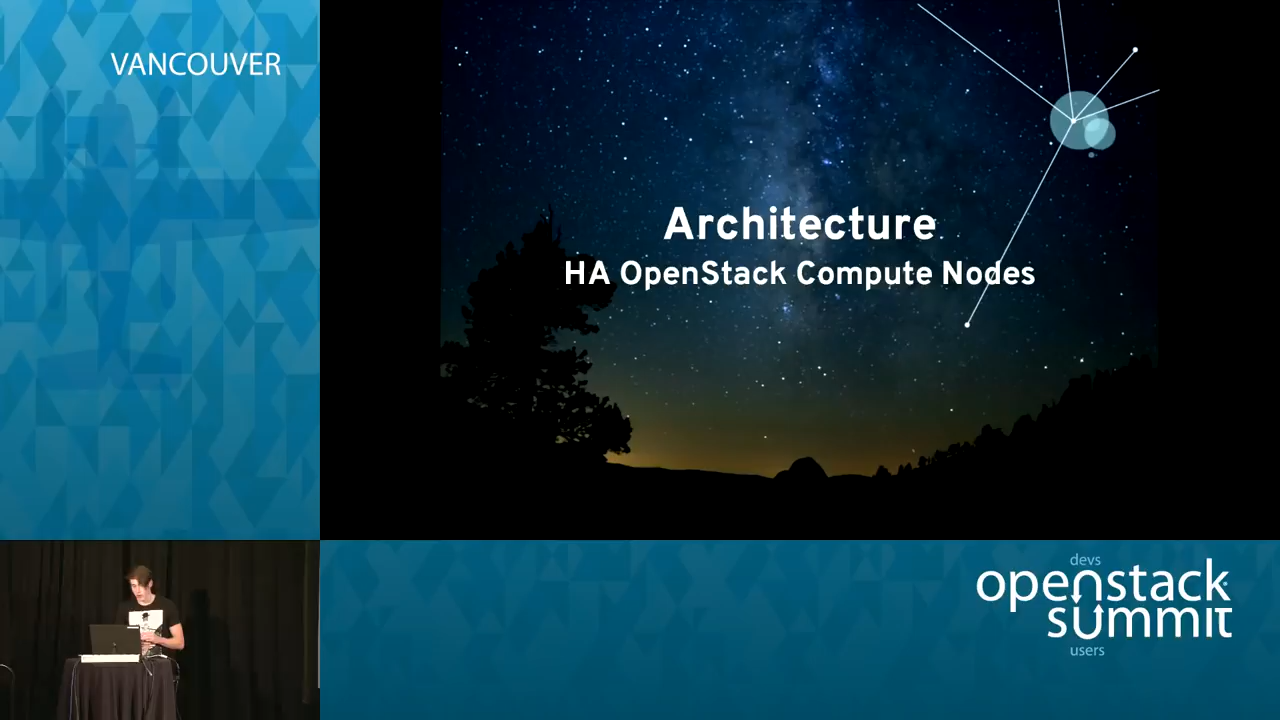 VANCOUVER
Architecture
HA OpenStack Compute Nodes
devs
openstack
summit
users